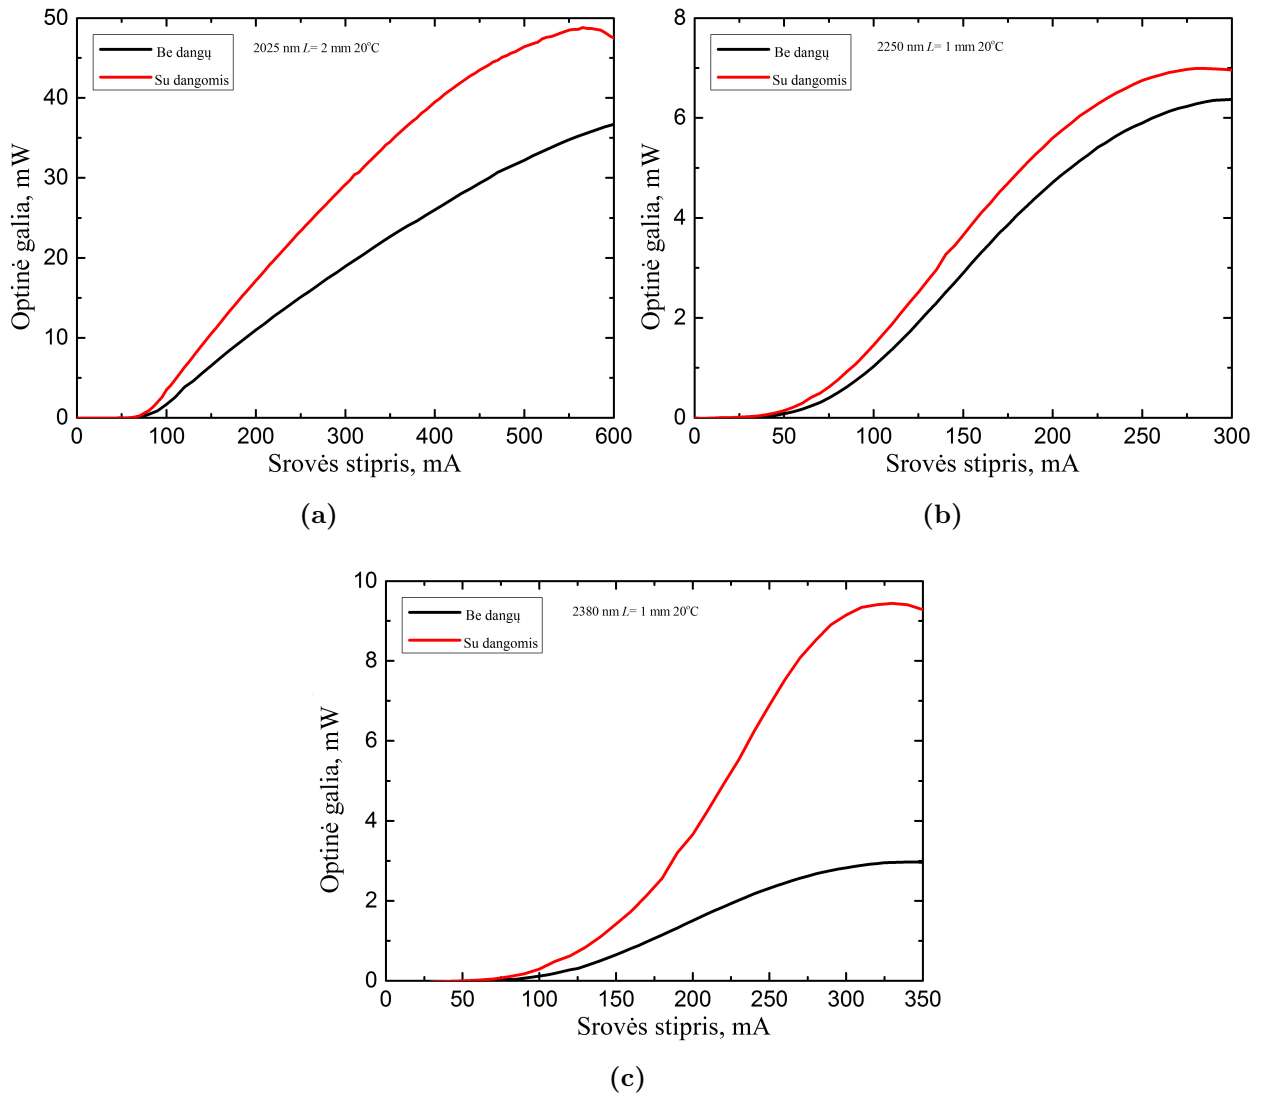 50
40
30
20
10
0
Optinė galia, mW
Be dangų
Su dangomis
2025 nm L= 2 mm 20°C
0 100 200 300 400 500 600
Srovės stipris, mA
(a)
8
6
4
2
0
Optinė galia, mW
Be dangų
Su dangomis
2250 nm L= 1 mm 20°C
0 50 100 150 200 250 300
Srovės stipris, mA
(b)
10
8
6
4
2
0
Optinė galia, mW
Be dangų
Su dangomis
2380 nm L= 1 mm 20°C
0 50 100 150 200 250 300 350
Srovės stipris, mA
(c)